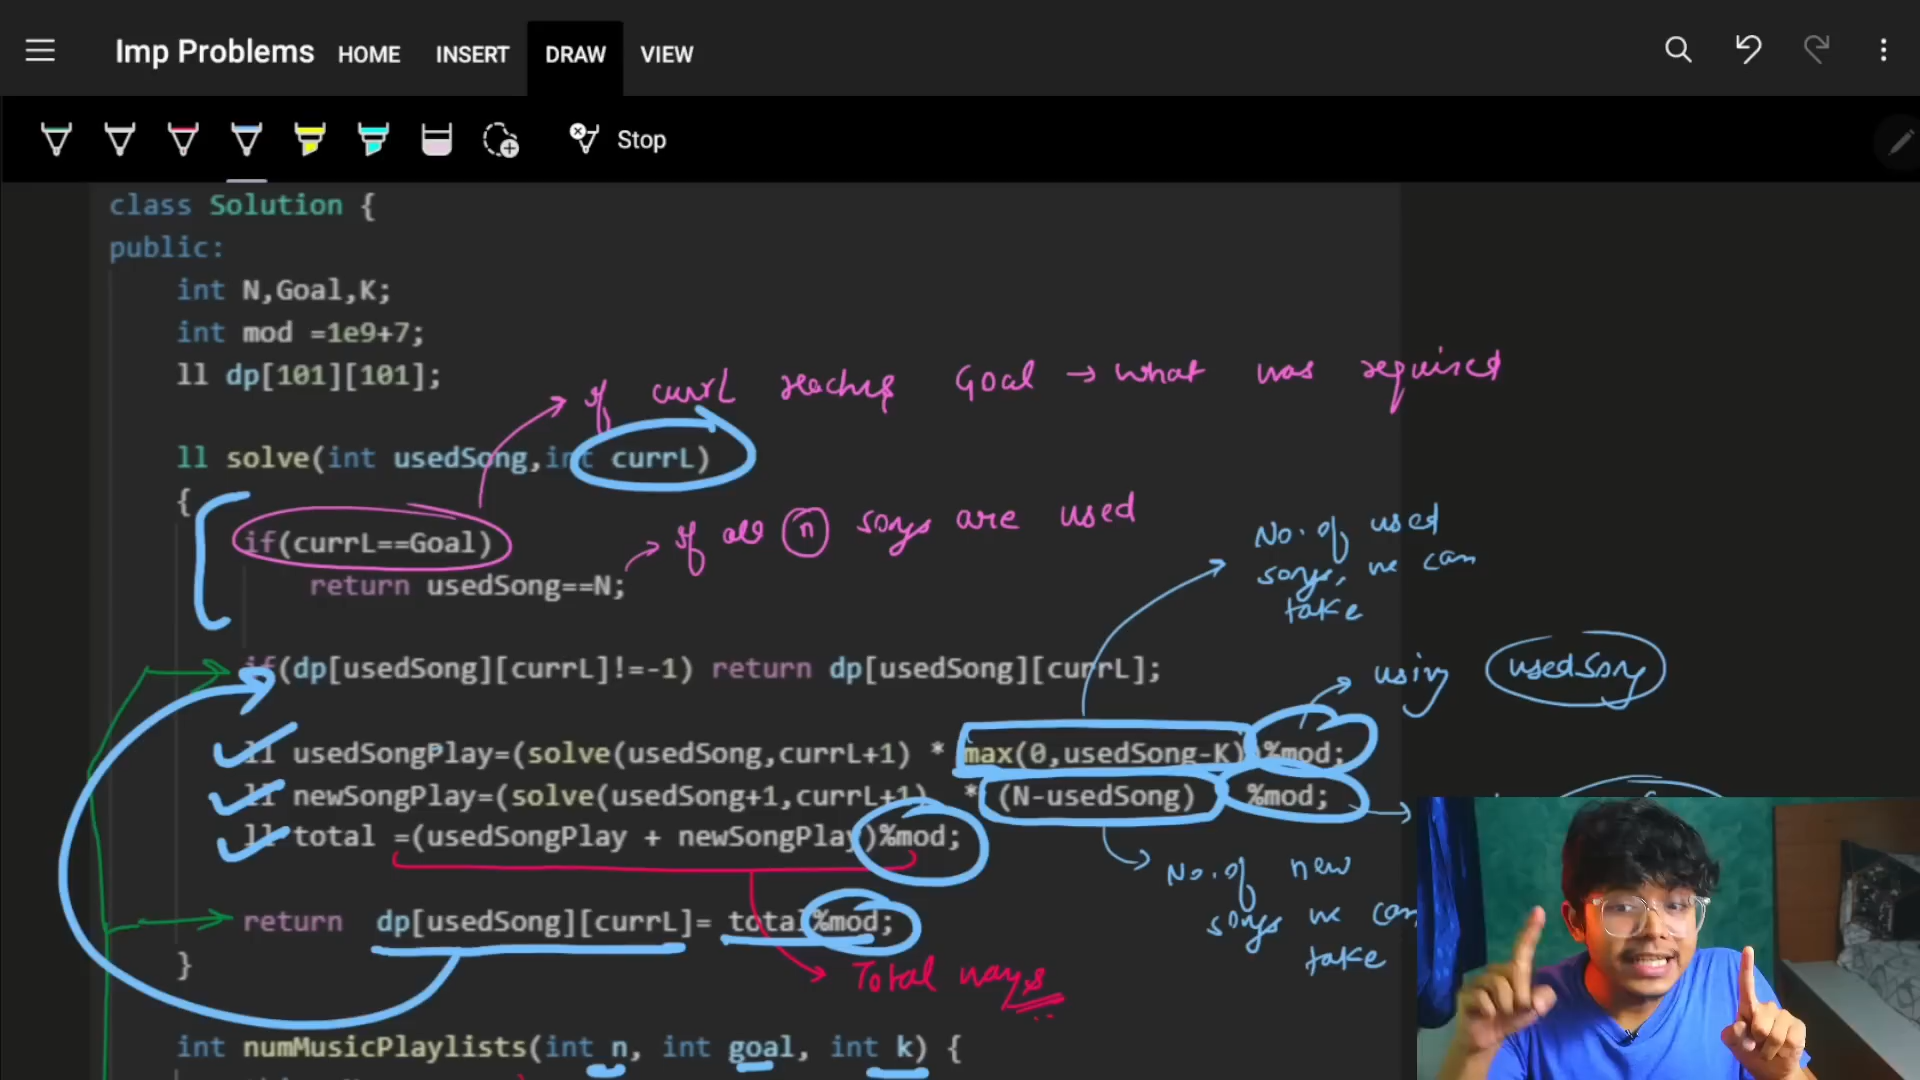 Imp Problems HOME INSERT DRAW VIEW
Stop
class Solution {
public:
int N,Goal,K;
int mod =1e9+7;
ll dp[101][101];
if currL reaches Goal → what was required
ll solve(int usedSong,int currL)
{
if(currL==Goal)
return usedSong==N;
if all n songs are used
No. of used
songs, we can
take
if(dp[usedSong][currL]!=-1) return dp[usedSong][currL];
using usedSong
ll usedSongPlay=(solve(usedSong,currL+1) * max(0,usedSong-K) %mod;
ll newSongPlay=(solve(usedSong+1,currL+1) * (N-usedSong) %mod;
ll total =(usedSongPlay + newSongPlay)%mod;
No. of new
songs we can
take
return dp[usedSong][currL]= total%mod;
}
Total ways
int numMusicPlaylists(int n, int goal, int k) {